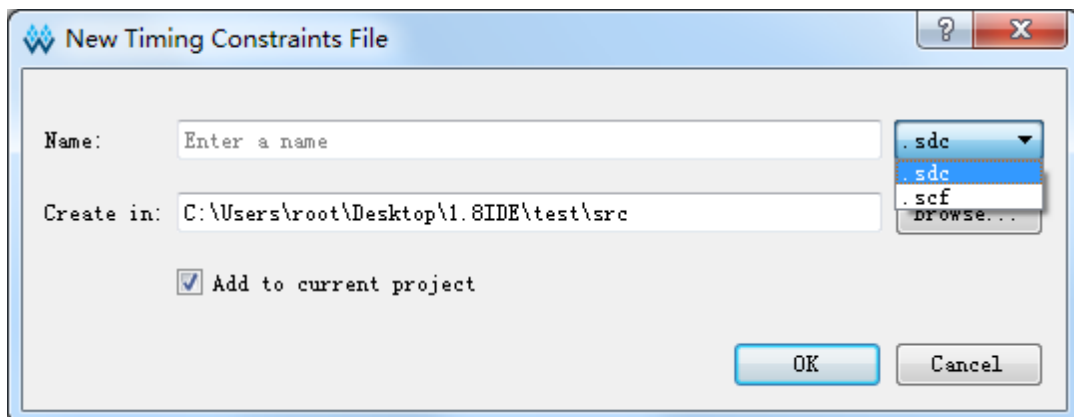 New Timing Constraints File
Name: Enter a name .sdc
.sdc
.scf
Create in: C:\Users\root\Desktop\1.8IDE\test\src Browse...
Add to current project
OK Cancel